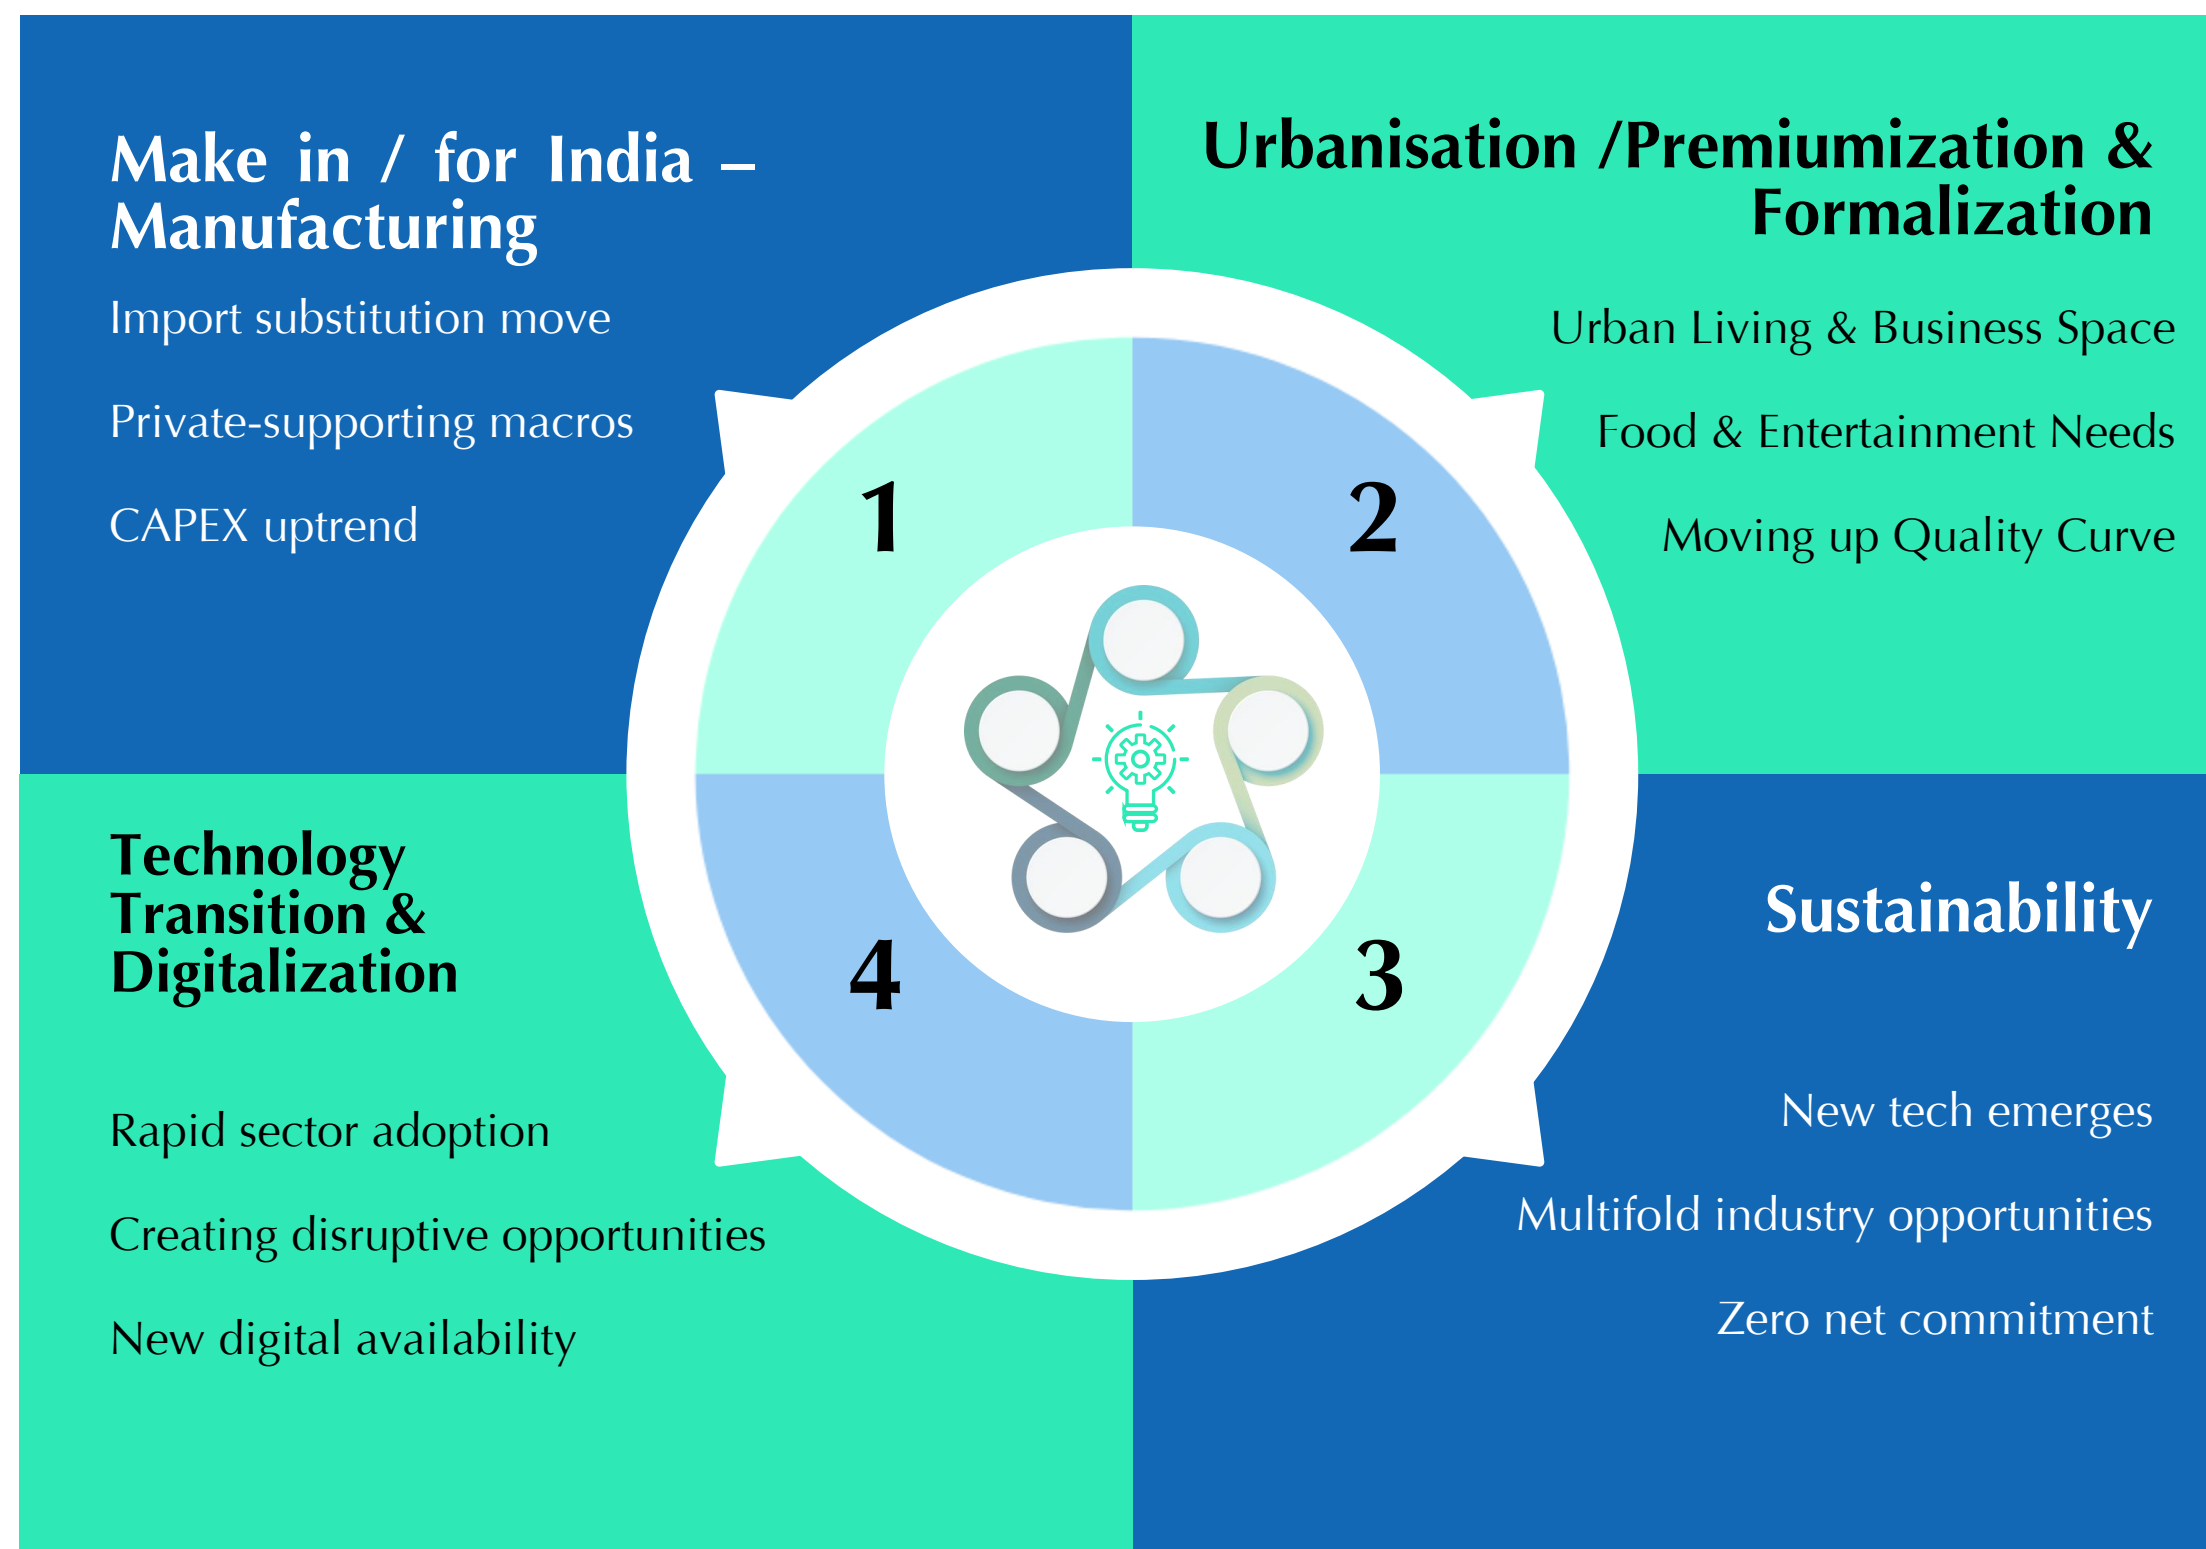 Make in / for India –
Manufacturing
Import substitution move
Private-supporting macros
CAPEX uptrend
1
Urbanisation /Premiumization &
Formalization
Urban Living & Business Space
Food & Entertainment Needs
Moving up Quality Curve
2
Sustainability
New tech emerges
Multifold industry opportunities
Zero net commitment
3
Technology
Transition &
Digitalization
Rapid sector adoption
Creating disruptive opportunities
New digital availability
4